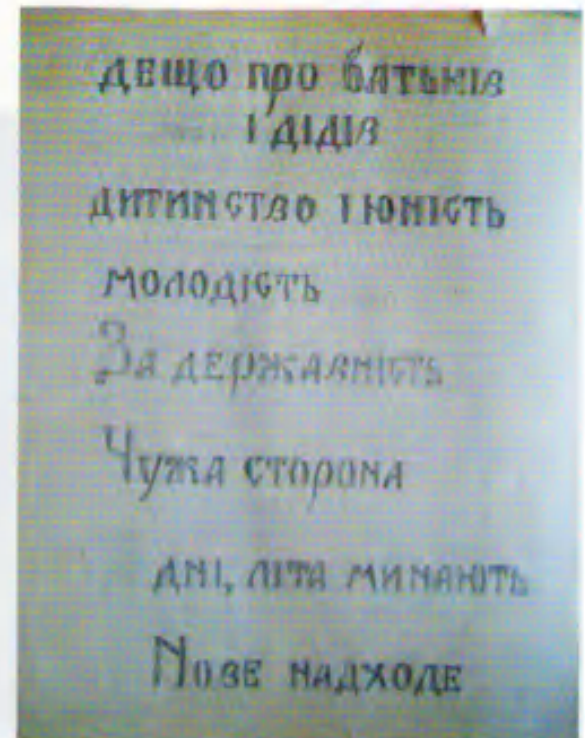 ДЕЩО ПРО БАТЬКІВ
І ДІДІВ
ДИТИНСТВО І ЮНІСТЬ
МОЛОДІСТЬ
За ДЕРЖАВНІСТЬ
Чужа СТОРОНА
ДНІ, ЛІТА МИНАЮТЬ
Нове НАДХОДЕ